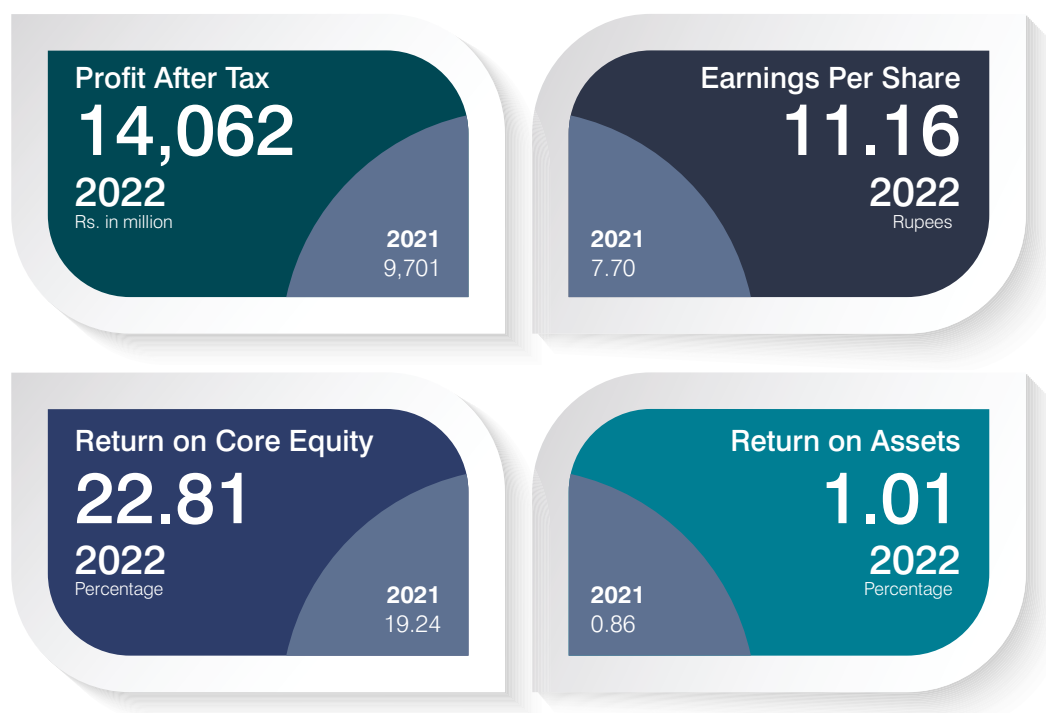 Profit After Tax
14,062
2022
Rs. in million
2021
9,701
Earnings Per Share
11.16
2022
Rupees
2021
7.70
Return on Core Equity
22.81
2022
Percentage
2021
19.24
Return on Assets
1.01
2022
Percentage
2021
0.86